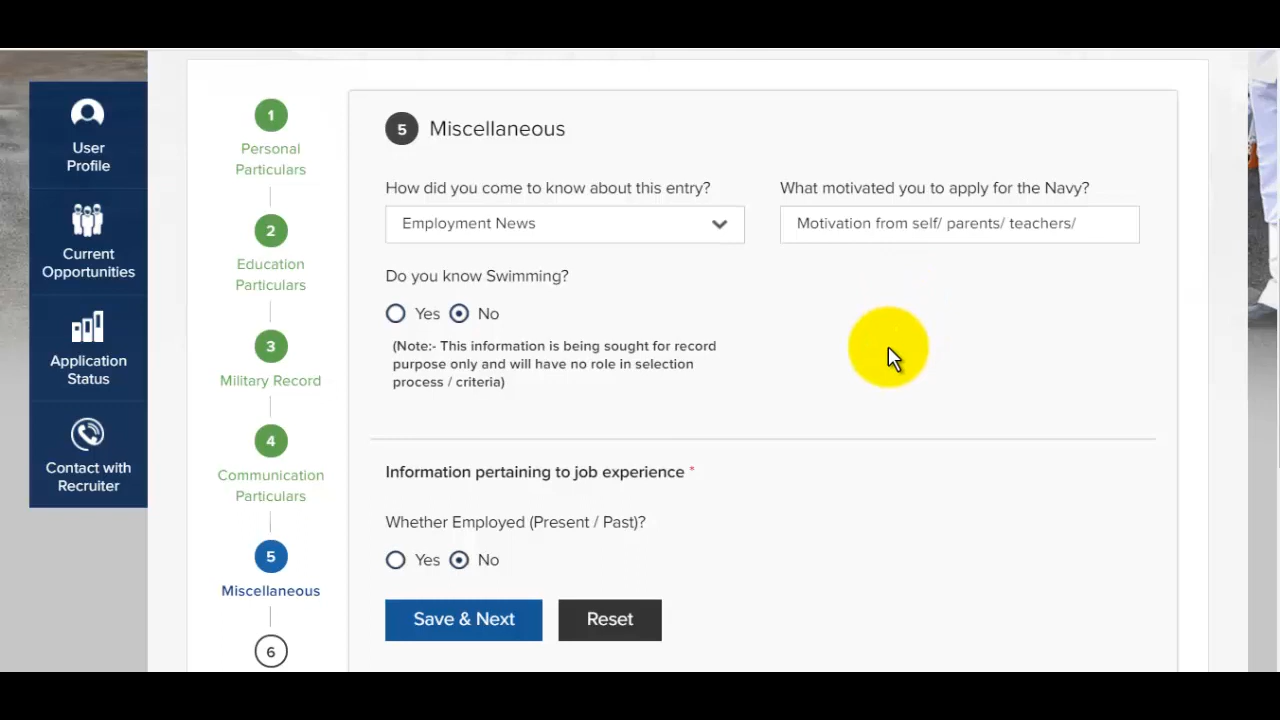 User
Profile
Current
Opportunities
Application
Status
Contact with
Recruiter
1
Personal
Particulars
2
Education
Particulars
3
Military Record
4
Communication
Particulars
5
Miscellaneous
6
5 Miscellaneous
How did you come to know about this entry?
Employment News
What motivated you to apply for the Navy?
Motivation from self/ parents/ teachers/
Do you know Swimming?
Yes No
(Note:- This information is being sought for record
purpose only and will have no role in selection
process / criteria)
Information pertaining to job experience *
Whether Employed (Present / Past)?
Yes No
Save & Next Reset